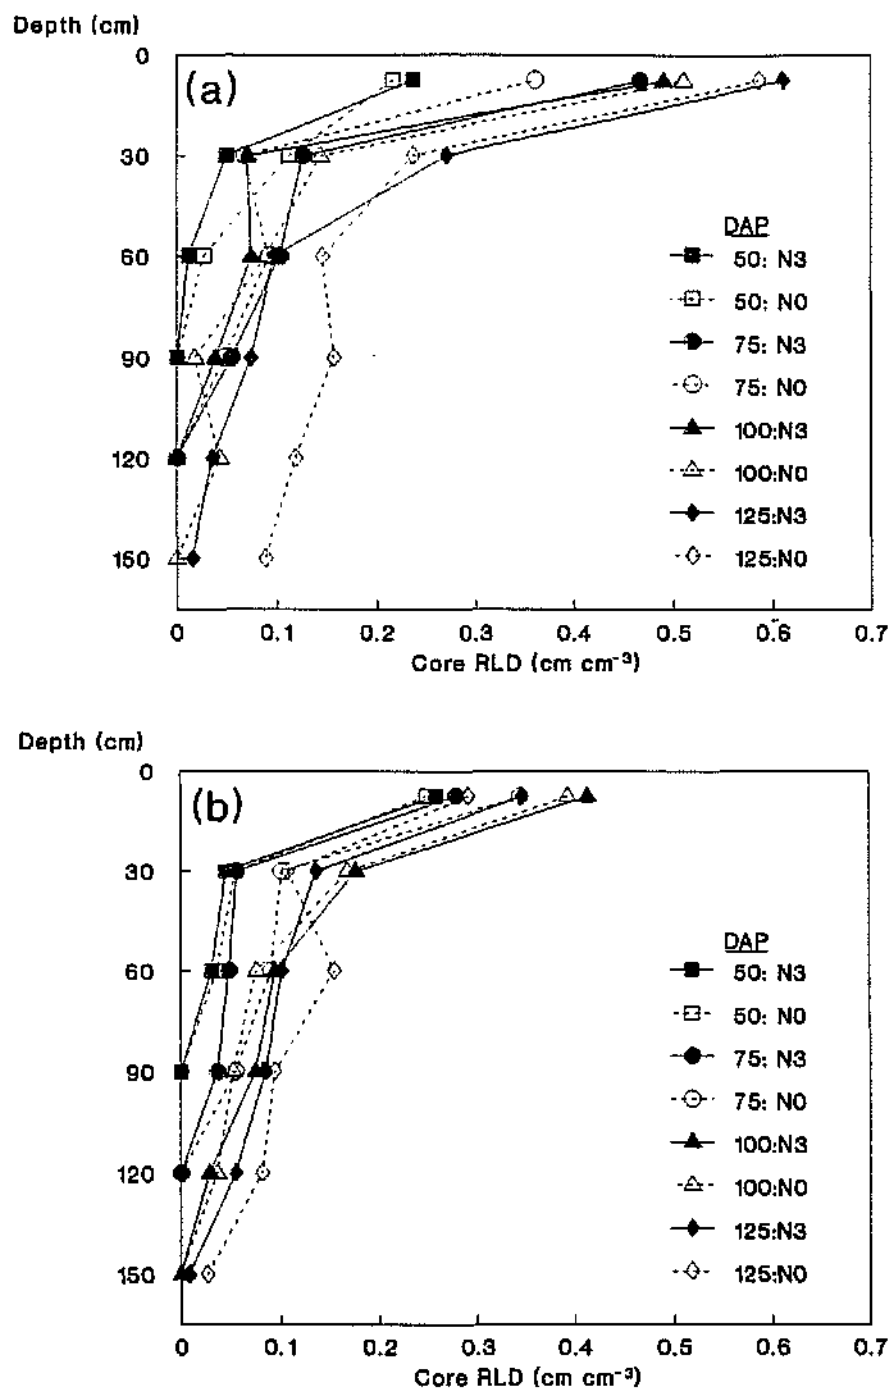 Depth (cm)
(a)
0
30
60
90
120
150
DAP
50: N3
50: N0
75: N3
75: N0
100:N3
100:N0
125:N3
125:N0
0 0.1 0.2 0.3 0.4 0.5 0.6 0.7
Core RLD (cm cm⁻³)
Depth (cm)
(b)
0
30
60
90
120
150
DAP
50: N3
50: N0
75: N3
75: N0
100:N3
100:N0
125:N3
125:N0
0 0.1 0.2 0.3 0.4 0.5 0.6 0.7
Core RLD (cm cm⁻³)